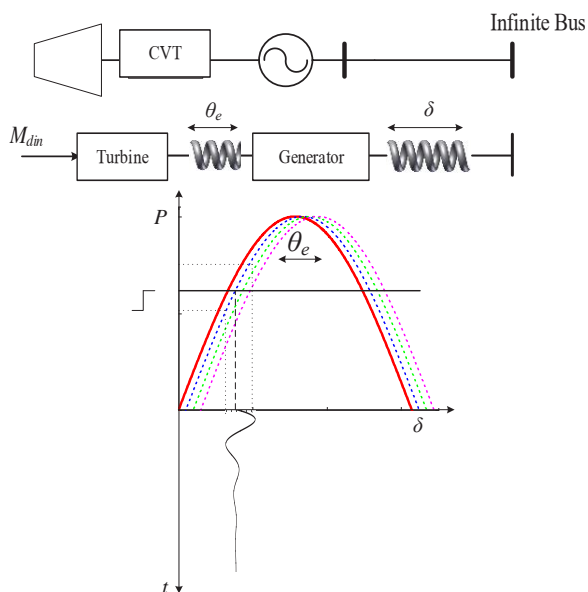 Infinite Bus
CVT
θe
δ
Mdin
Turbine
Generator
P
θe
δ
t